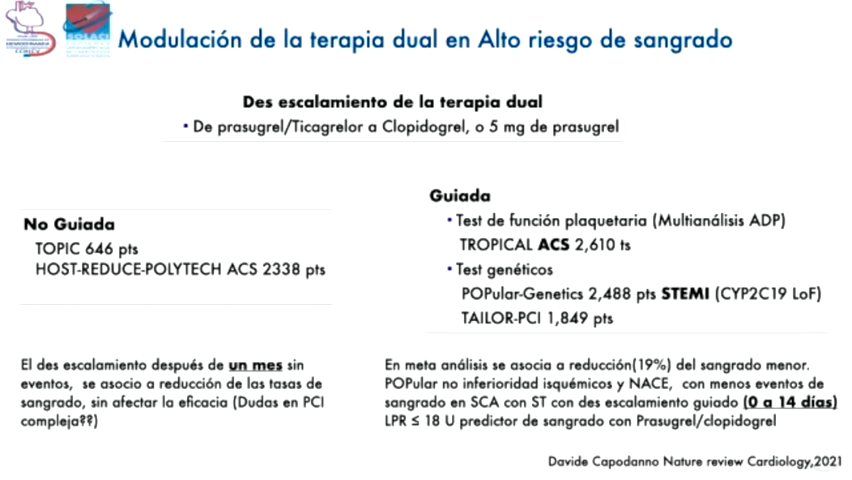 SOLACI
Modulación de la terapia dual en Alto riesgo de sangrado
Des escalamiento de la terapia dual
• De prasugrel/Ticagrelor a Clopidogrel, o 5 mg de prasugrel
No Guiada
TOPIC 646 pts
HOST-REDUCE-POLYTECH ACS 2338 pts
El des escalamiento después de un mes sin
eventos, se asocio a reducción de las tasas de
sangrado, sin afectar la eficacia (Dudas en PCI
compleja??)
Guiada
• Test de función plaquetaria (Multianálisis ADP)
TROPICAL ACS 2,610 ts
• Test genéticos
POPular-Genetics 2,488 pts STEMI (CYP2C19 LoF)
TAILOR-PCI 1,849 pts
En meta análisis se asocia a reducción(19%) del sangrado menor.
POPular no inferioridad isquémicos y NACE, con menos eventos de
sangrado en SCA con ST con des escalamiento guiado (0 a 14 días)
LPR ≤ 18 U predictor de sangrado con Prasugrel/clopidogrel
Davide Capodanno Nature review Cardiology,2021